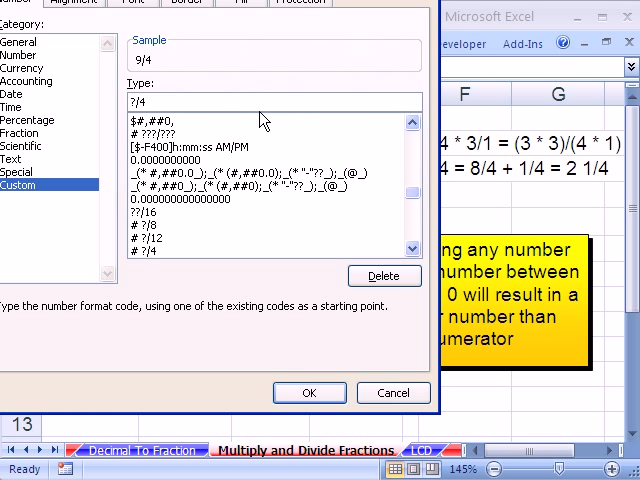 Number Alignment Font Border Fill Protection
Microsoft Excel
Category:
General
Number
Currency
Accounting
Date
Time
Percentage
Fraction
Scientific
Text
Special
Custom
Sample
9/4
Type:
?/4
$#,##0,
# ???/???
[$-F400]h:mm:ss AM/PM
0.0000000000
_(* #,##0.0_);_(* (#,##0.0);_(* "-"??_);_(@_)
_(* #,##0_);_(* (#,##0);_(* "-"??_);_(@_)
0.00000000000000
??/16
# ?/8
# ?/12
# ?/4
Delete
Type the number format code, using one of the existing codes as a starting point.
OK Cancel
eveloper Add-Ins
F G
4 * 3/1 = (3 * 3)/(4 * 1)
4 = 8/4 + 1/4 = 2 1/4
ng any number
number between
0 will result in a
r number than
umerator
13
Decimal To Fraction Multiply and Divide Fractions LCD
Ready 145%